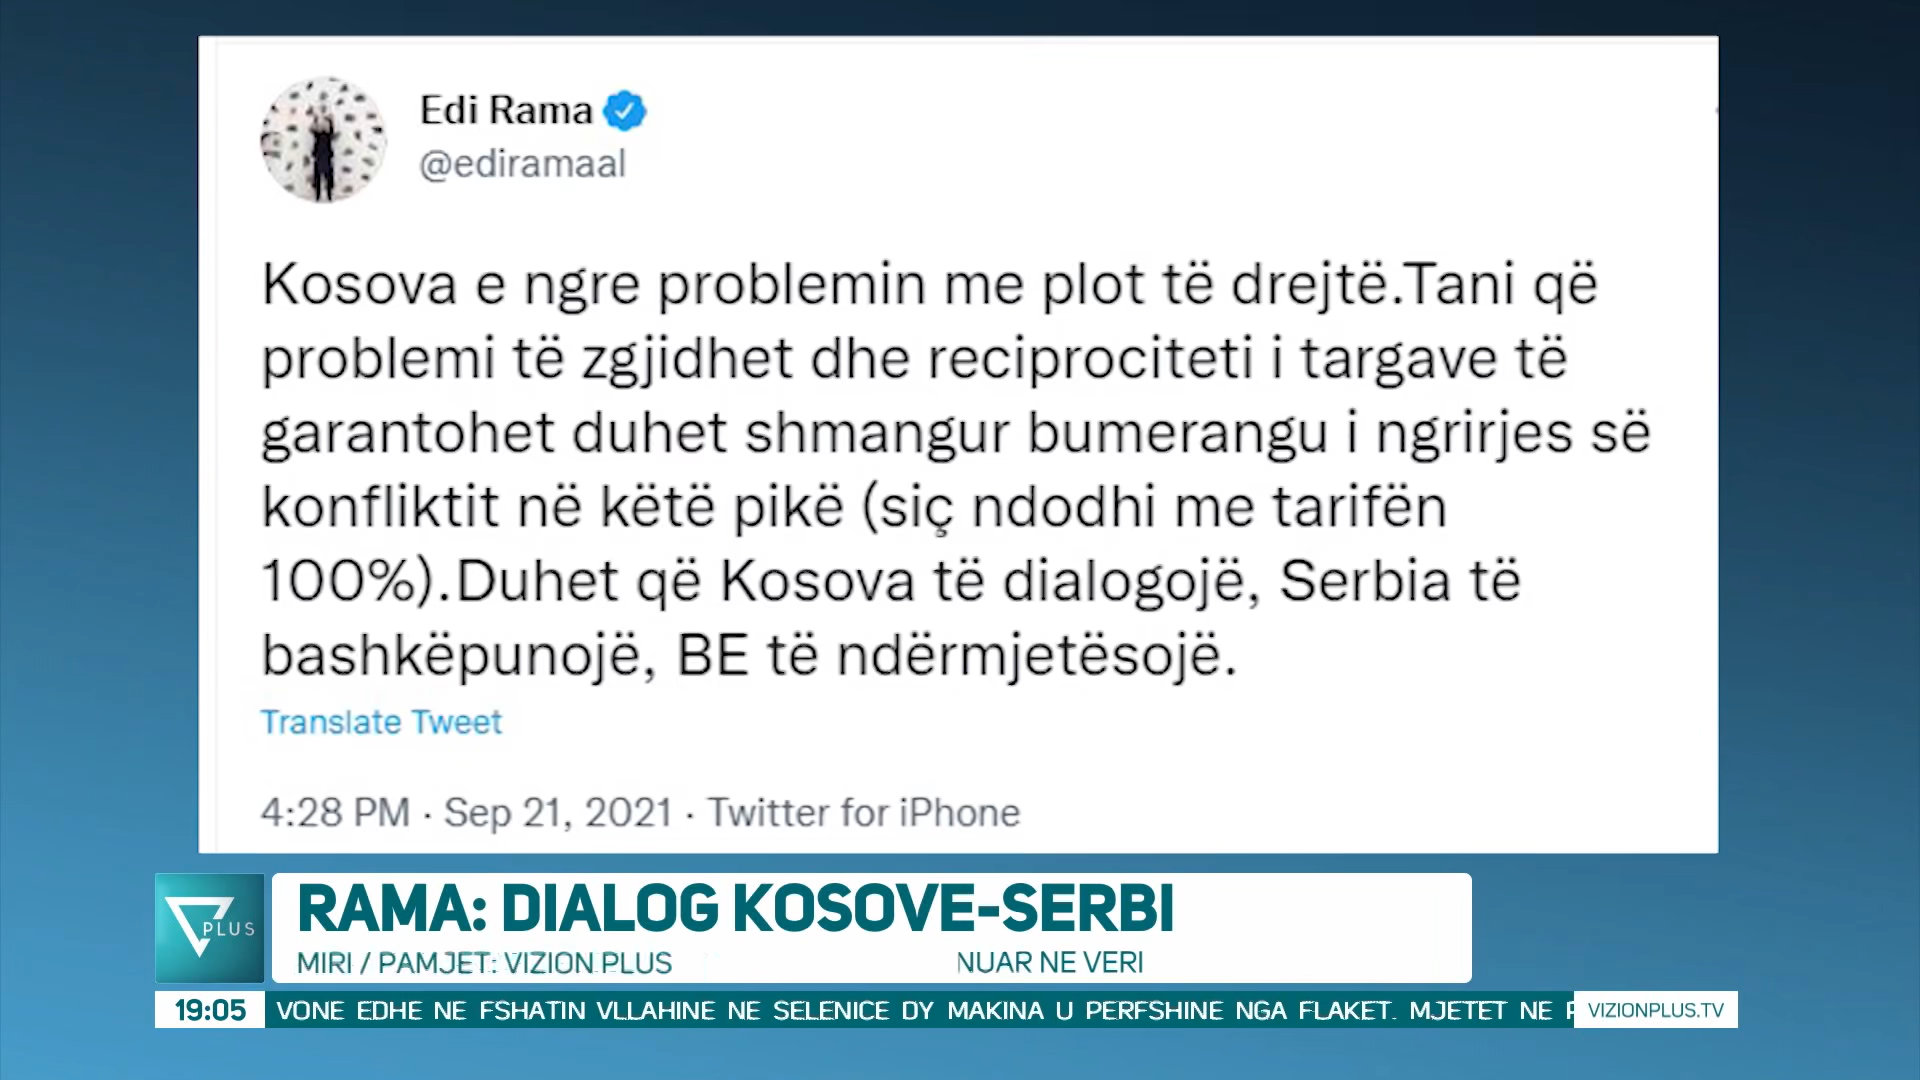 Edi Rama
@ediramaal
Kosova e ngre problemin me plot të drejtë.Tani që
problemi të zgjidhet dhe reciprociteti i targave të
garantohet duhet shmangur bumerangu i ngrirjes së
konfliktit në këtë pikë (siç ndodhi me tarifën
100%).Duhet që Kosova të dialogojë, Serbia të
bashkëpunojë, BE të ndërmjetësojë.
Translate Tweet
4:28 PM · Sep 21, 2021 · Twitter for iPhone
PLUS
RAMA: DIALOG KOSOVE-SERBI
MIRI / PAMJET: VIZION PLUS NUAR NE VERI
19:05 VONE EDHE NE FSHATIN VLLAHINE NE SELENICE DY MAKINA U PERFSHINE NGA FLAKET. MJETET NE VIZIONPLUS.TV